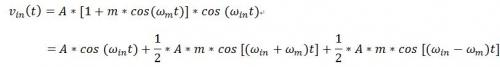 v_in(t) = A * [1 + m * cos(ω_m t)] * cos (ω_in t)↵
= A * cos (ω_in t) + 1/2 * A * m * cos [(ω_in + ω_m)t] + 1/2 * A * m * cos [(ω_in − ω_m)t]